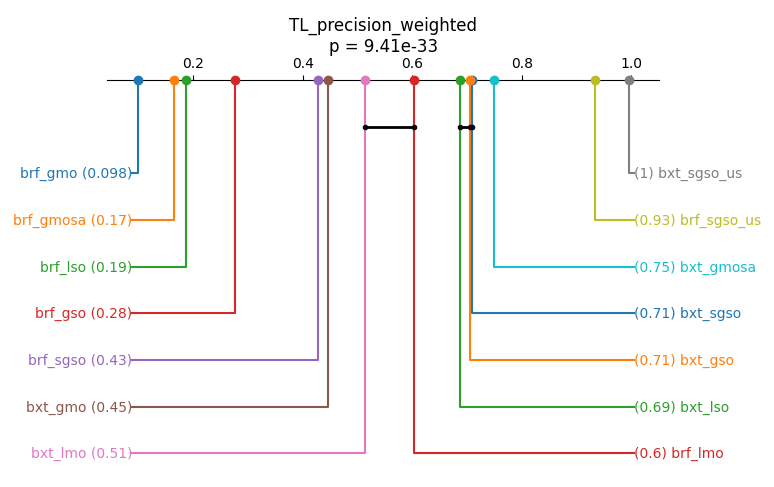 TL_precision_weighted
p = 9.41e-33
0.2 0.4 0.6 0.8 1.0
brf_gmo (0.098) (1) bxt_sgso_us
brf_gmosa (0.17) (0.93) brf_sgso_us
brf_lso (0.19) (0.75) bxt_gmosa
brf_gso (0.28) (0.71) bxt_sgso
brf_sgso (0.43) (0.71) bxt_gso
bxt_gmo (0.45) (0.69) bxt_lso
bxt_lmo (0.51) (0.6) brf_lmo